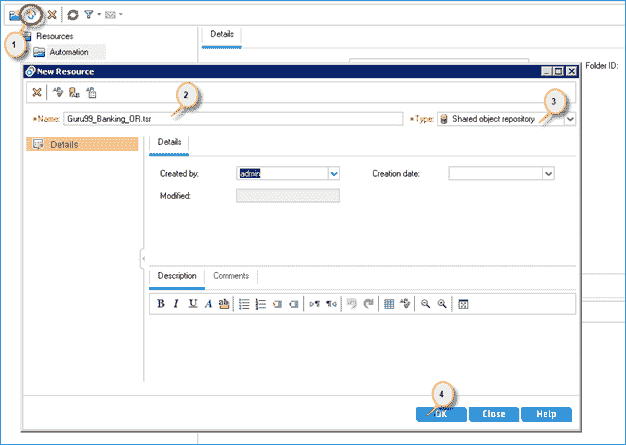 1
Resources
Automation
Details
Folder ID:
New Resource
2
3
*Name: Guru99_Banking_OR.tsr *Type: Shared object repository
Details
Details
Created by: admin Creation date:
Modified:
Description Comments
B I U A ab
4
OK Close Help